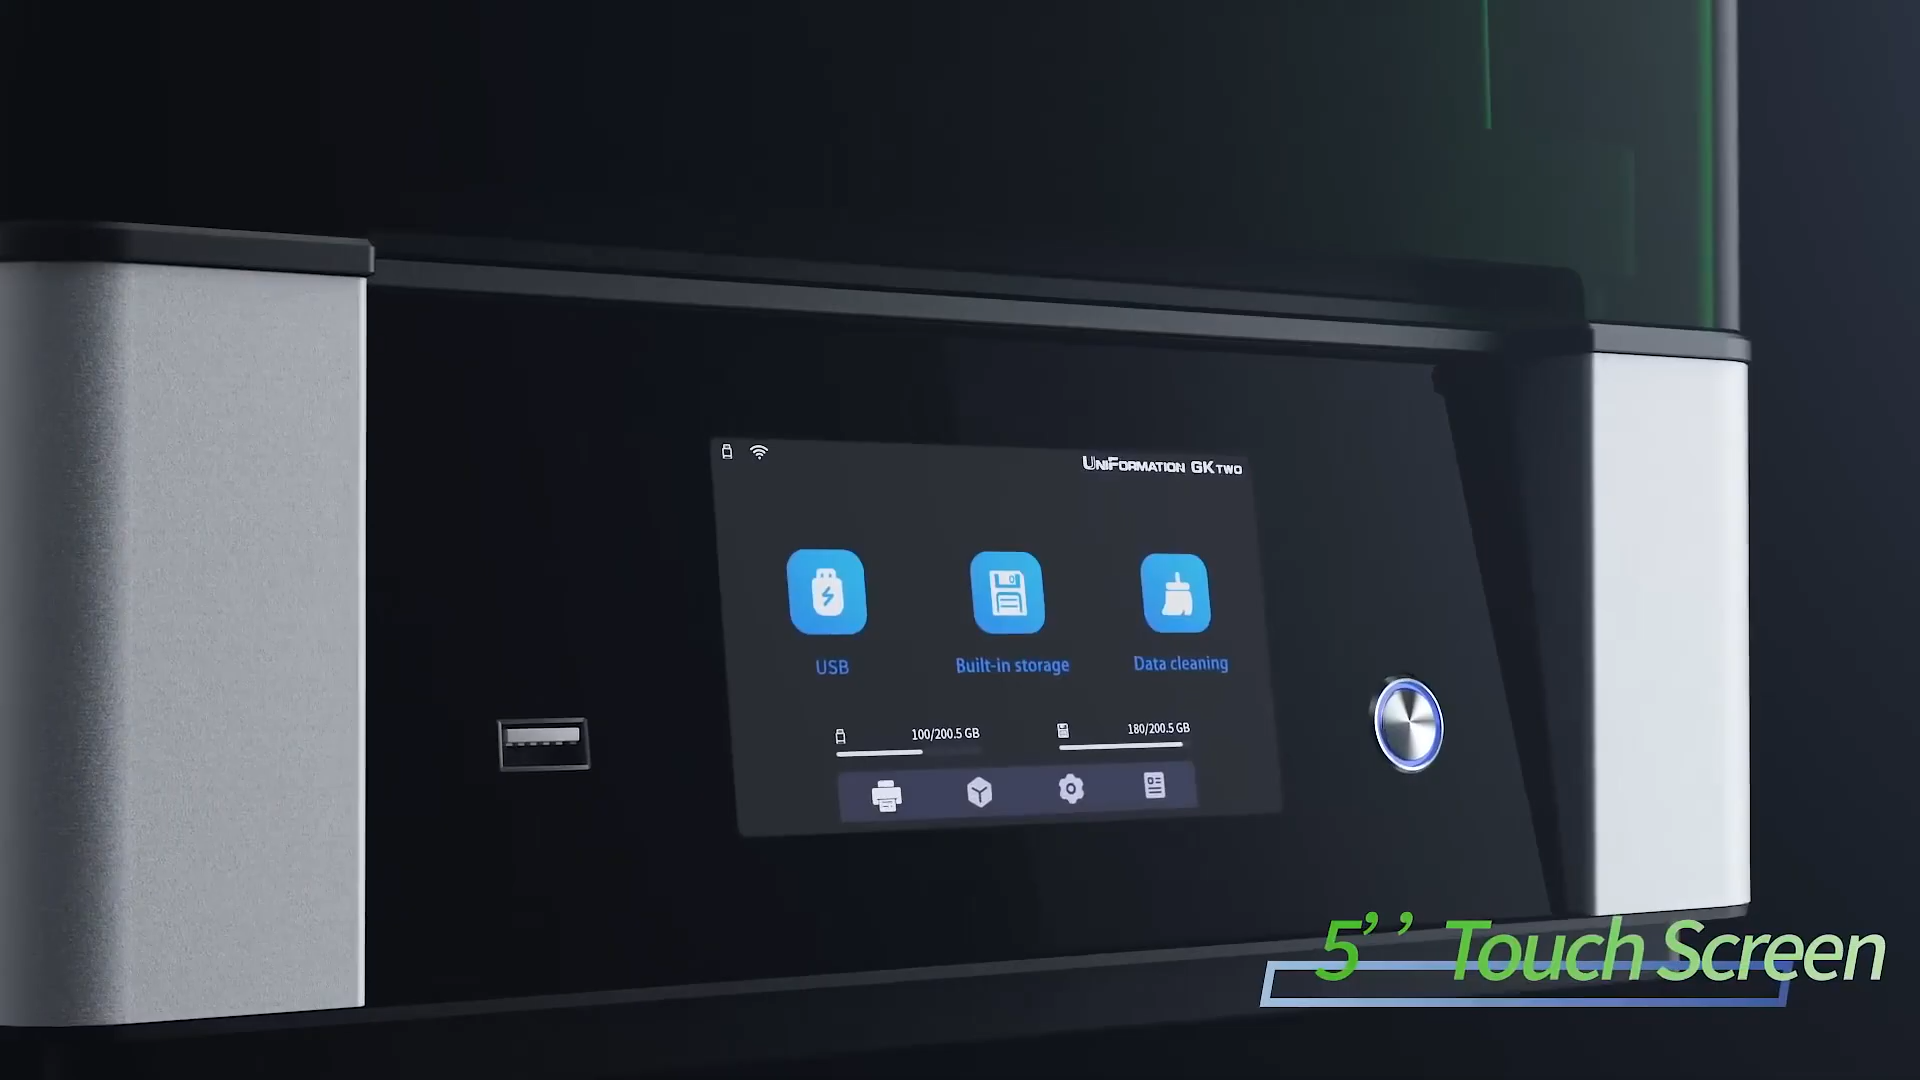 UNIFORMATION GK TWO
USB
Built-in storage
Data cleaning
100/200.5 GB
180/200.5 GB
5’’ Touch Screen